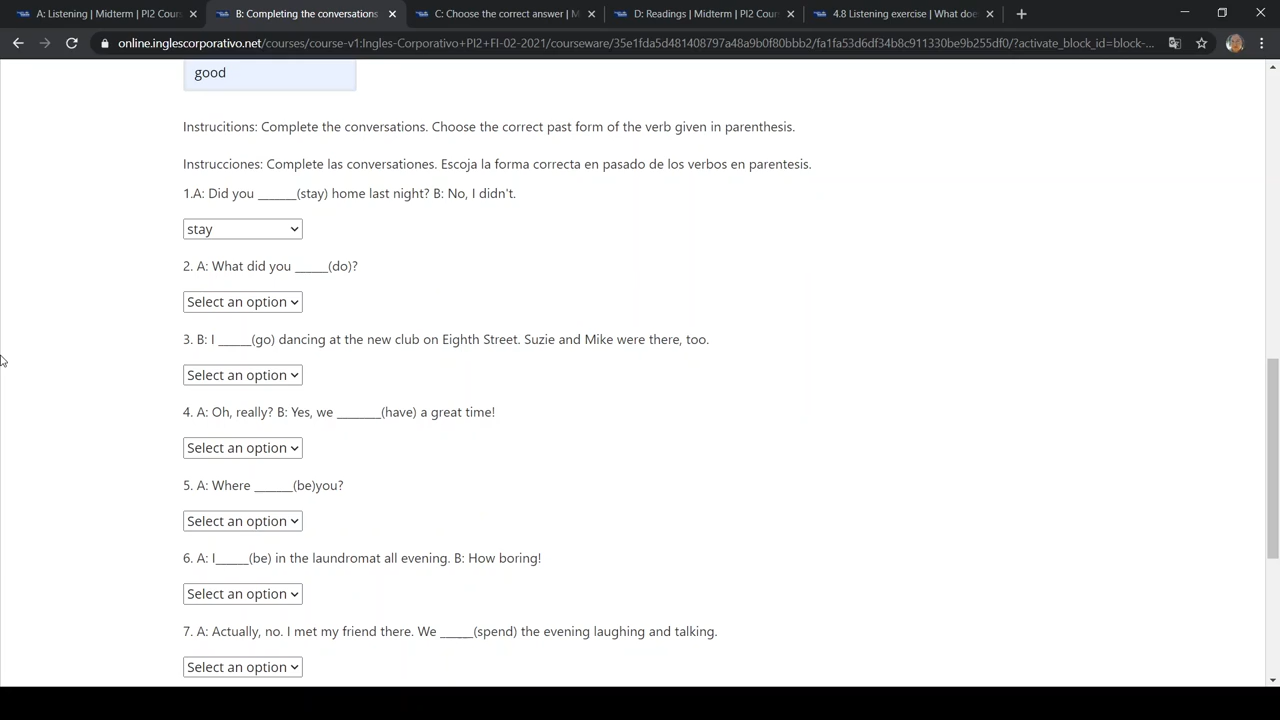 A: Listening | Midterm | PI2 Cour
B: Completing the conversations
C: Choose the correct answer | M
D: Readings | Midterm | PI2 Cour
4.8 Listening exercise | What doe
online.inglescorporativo.net/courses/course-v1:Ingles-Corporativo+PI2+FI-02-2021/courseware/35e1fda5d481408797a48a9b0f80bbb2/fa1fa53d6df34b8c911330be9b255df0/?activate_block_id=block-...
good
Instrucitions: Complete the conversations. Choose the correct past form of the verb given in parenthesis.
Instrucciones: Complete las conversationes. Escoja la forma correcta en pasado de los verbos en parentesis.
1.A: Did you _______(stay) home last night? B: No, I didn't.
stay
2. A: What did you ______(do)?
Select an option
3. B: I ______(go) dancing at the new club on Eighth Street. Suzie and Mike were there, too.
Select an option
4. A: Oh, really? B: Yes, we ________(have) a great time!
Select an option
5. A: Where _______(be)you?
Select an option
6. A: I______(be) in the laundromat all evening. B: How boring!
Select an option
7. A: Actually, no. I met my friend there. We ______(spend) the evening laughing and talking.
Select an option